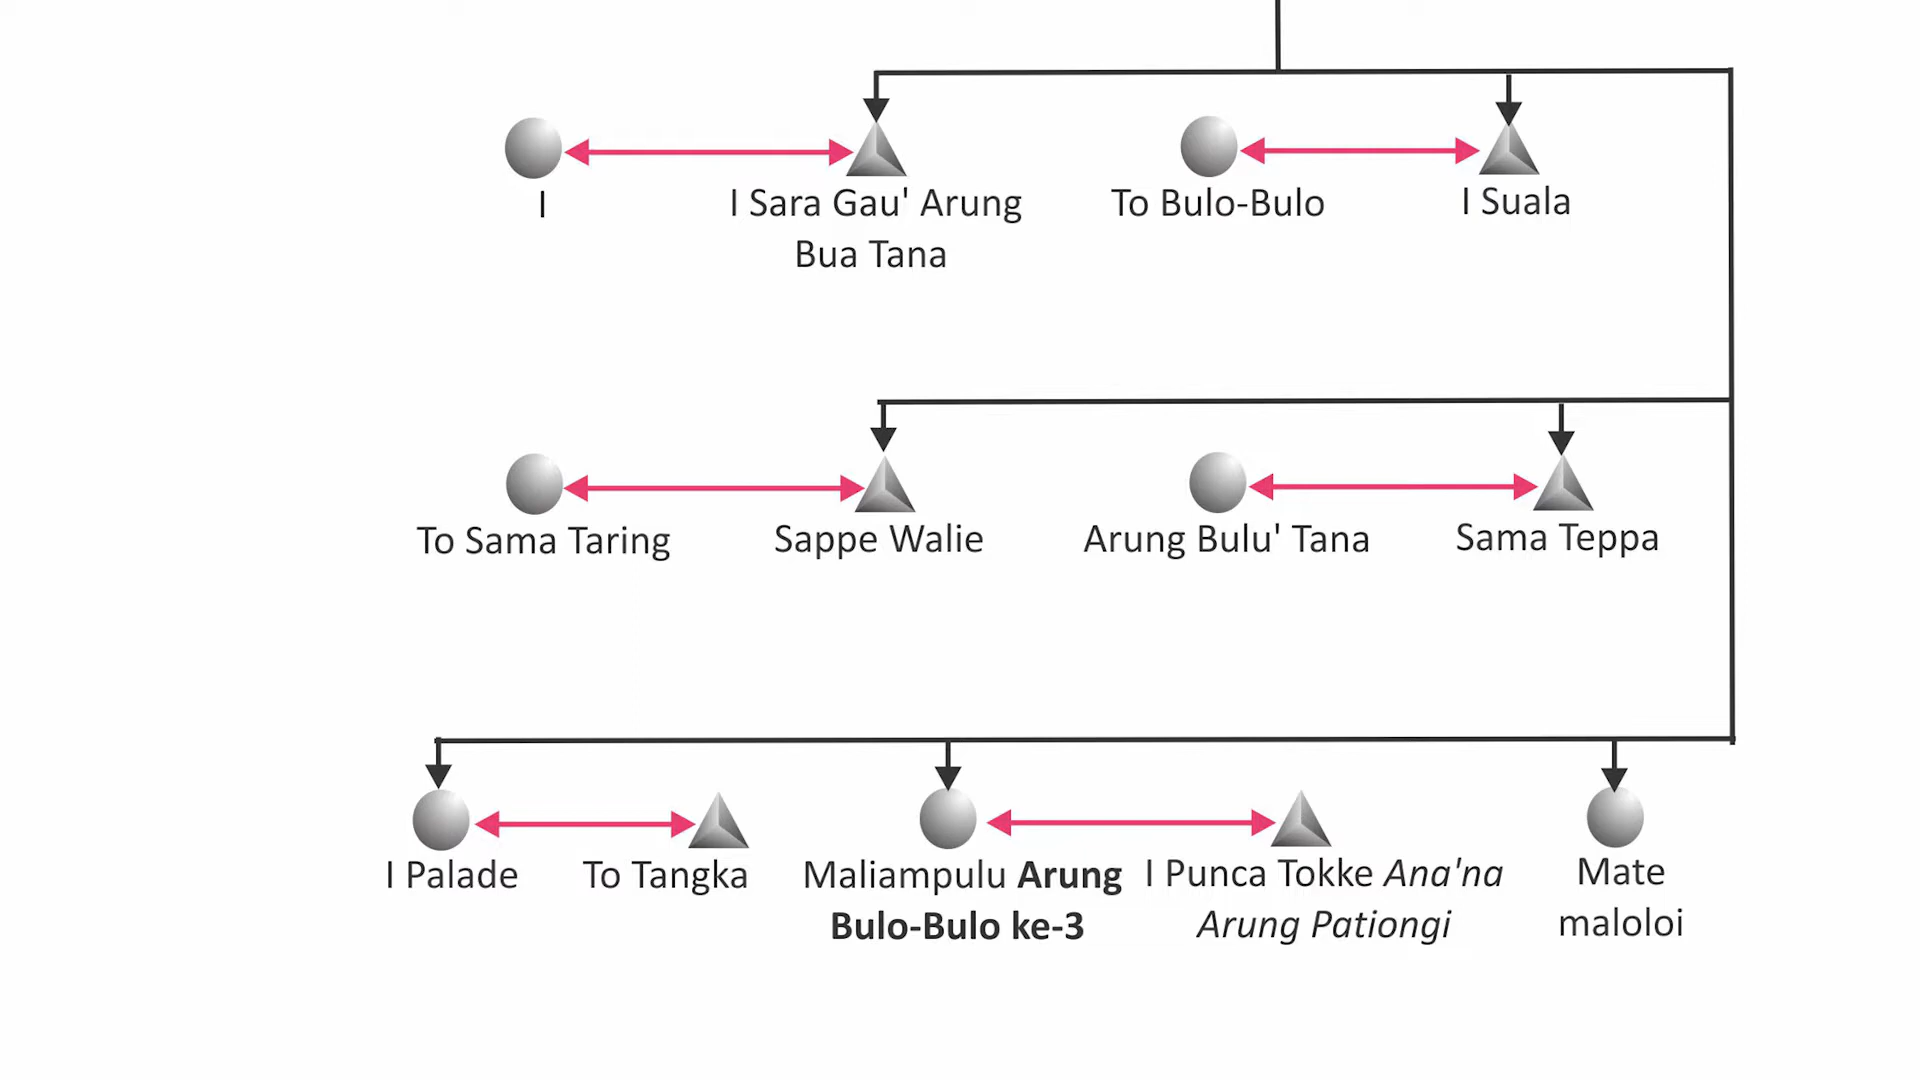 I
I Sara Gau' Arung
Bua Tana
To Bulo-Bulo
I Suala
To Sama Taring
Sappe Walie
Arung Bulu' Tana
Sama Teppa
I Palade
To Tangka
Maliampulu Arung
Bulo-Bulo ke-3
I Punca Tokke Ana'na
Arung Pationgi
Mate
maloloi